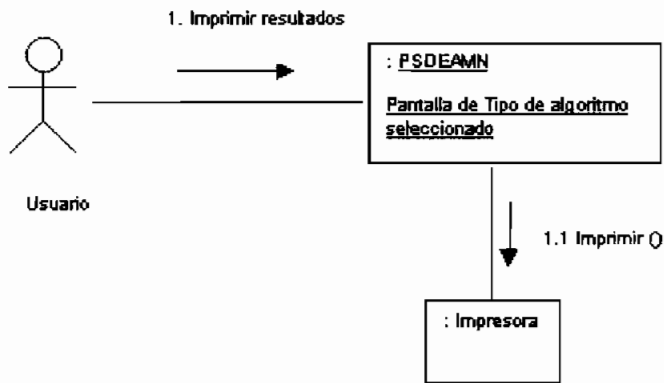 1. Imprimir resultados
: PSDEAMN
Pantalla de Tipo de algoritmo
seleccionado
Usuario
1.1 Imprimir ()
: Impresora